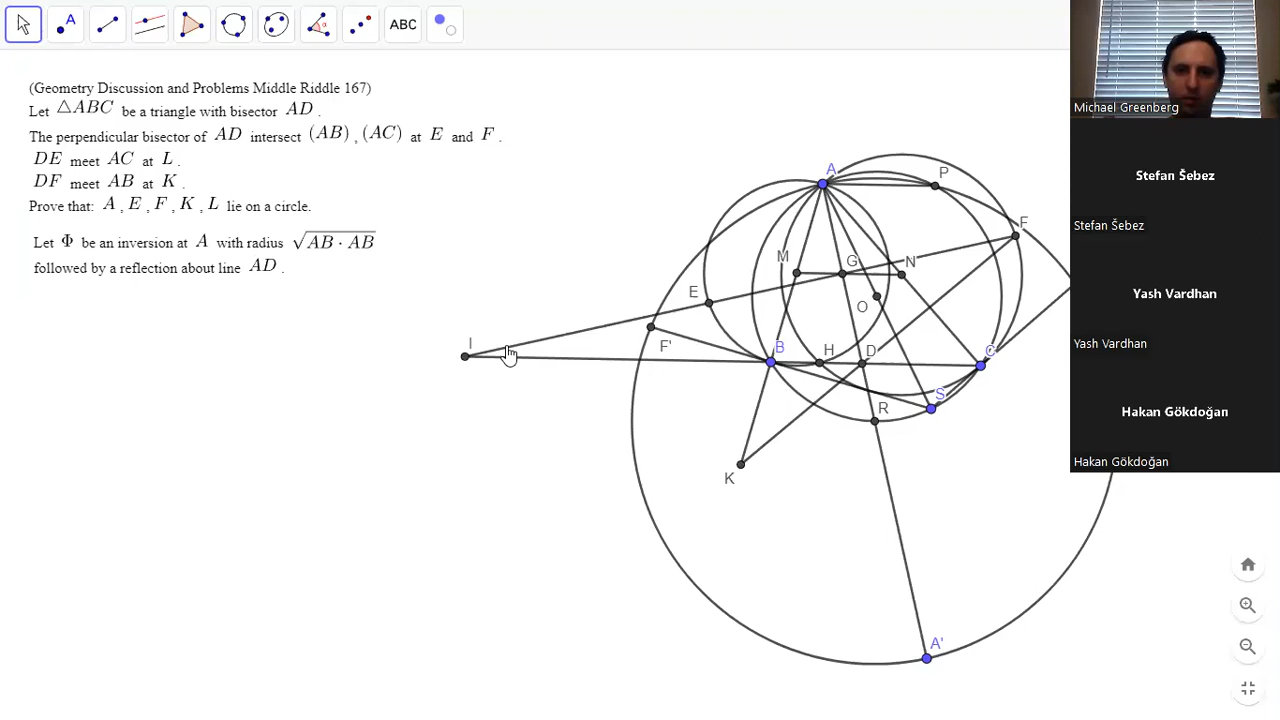 A
ABC
(Geometry Discussion and Problems Middle Riddle 167)
Let △ABC be a triangle with bisector AD .
The perpendicular bisector of AD intersect (AB) , (AC) at E and F .
DE meet AC at L .
DF meet AB at K .
Prove that: A , E , F , K , L lie on a circle.
Let Φ be an inversion at A with radius √AB · AB
followed by a reflection about line AD .
A
P
F
M
G
N
E
O
I
F'
B
H
D
C
S
R
K
A'
Michael Greenberg
Stefan Šebez
Stefan Šebez
Yash Vardhan
Yash Vardhan
Hakan Gökdoğan
Hakan Gökdoğan